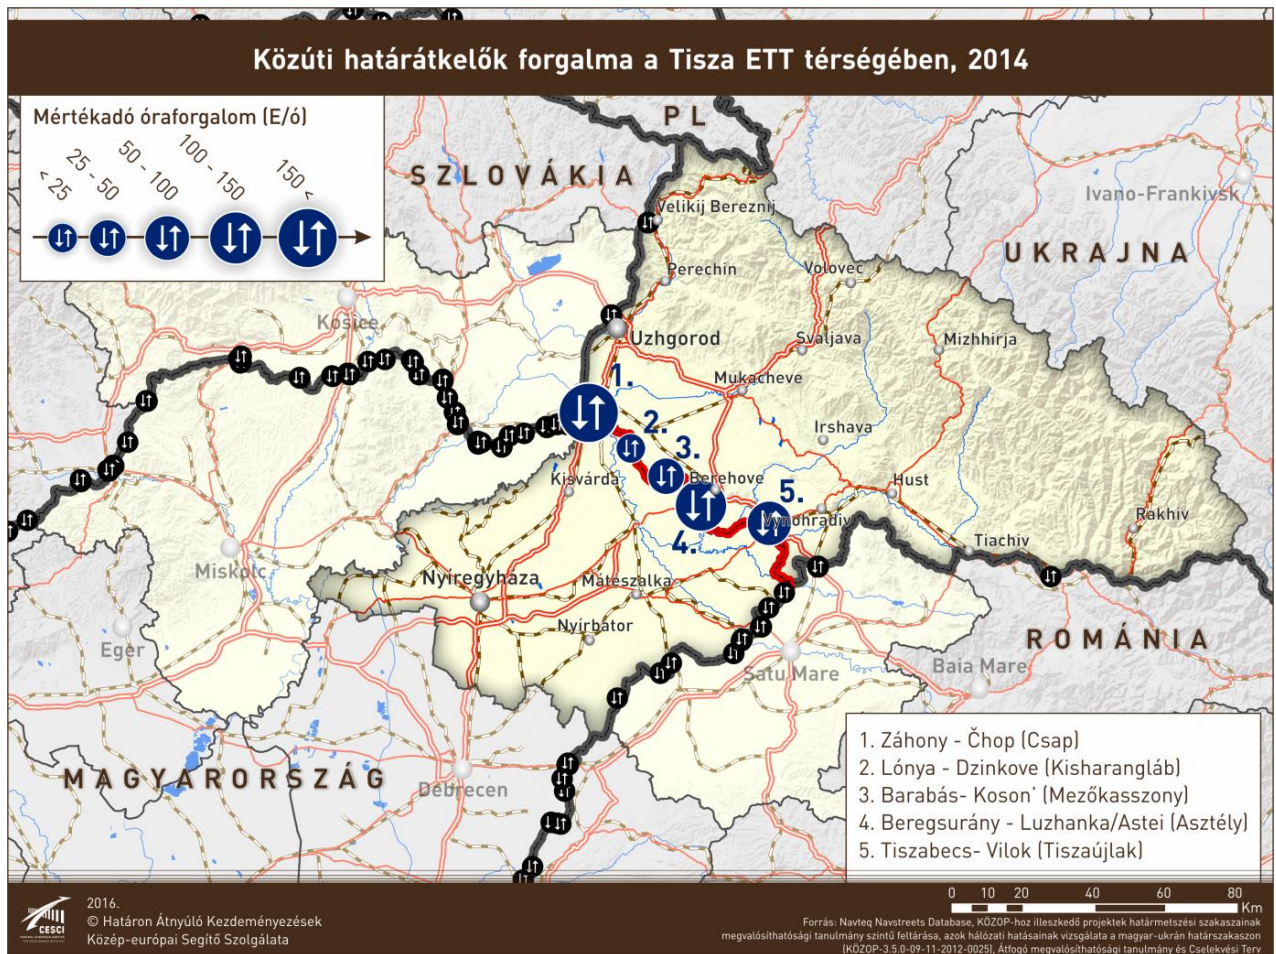 Közúti határátkelők forgalma a Tisza ETT térségében, 2014
Mértékadó óraforgalom (E/ó)
< 25
25 - 50
50 - 100
100 - 150
150 <
PL
SZLOVÁKIA
Ivano-Frankivsk
Velikij Bereznij
UKRAJNA
Perechin
Volovec
Košice
Uzhgorod
Svaljava
Mizhhirja
Mukacheve
1.
Irshava
2.
3.
Kisvárda
Berehove
Hust
5.
Vynohradiv
Rakhiv
4.
Tiachiv
Miskolc
Nyíregyháza
Mátészalka
Nyírbátor
ROMÁNIA
Eger
Baia Mare
Satu Mare
MAGYARORSZÁG
Debrecen
1. Záhony - Čhop (Csap)
2. Lónya - Dzinkove (Kisharangláb)
3. Barabás- Koson' (Mezőkasszony)
4. Beregsurány - Luzhanka/Astei (Asztély)
5. Tiszabecs- Vilok (Tiszaújlak)
CESCI
2016.
© Határon Átnyúló Kezdeményezések
Közép-európai Segítő Szolgálata
0 10 20 40 60 80
Km
Forrás: Navteq Navstreets Database, KÖZOP-hoz illeszkedő projektek határmetszési szakaszainak
megvalósíthatósági tanulmány szintű feltárása, azok hálózati hatásainak vizsgálata a magyar-ukrán határszakaszon
(KÖZOP-3.5.0-09-11-2012-0025), Átfogó megvalósíthatósági tanulmány és Cselekvési Terv